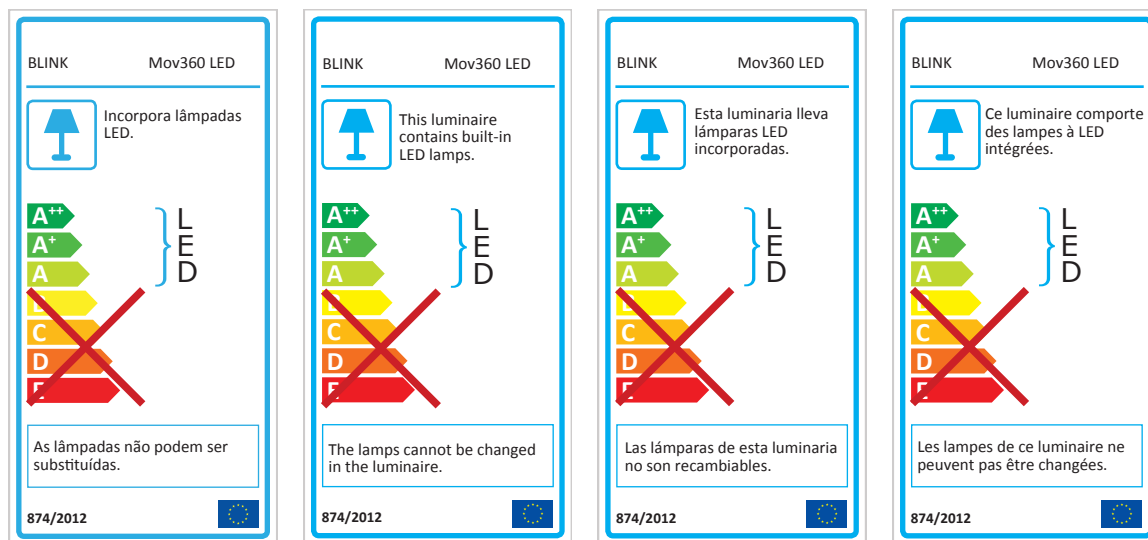 BLINK Mov360 LED
Incorpora lâmpadas
LED.
A++
A+
A
C
D
L
E
D
As lâmpadas não podem ser
substituídas.
874/2012
BLINK Mov360 LED
This luminaire
contains built-in
LED lamps.
A++
A+
A
C
D
L
E
D
The lamps cannot be changed
in the luminaire.
874/2012
BLINK Mov360 LED
Esta luminaria lleva
lámparas LED
incorporadas.
A++
A+
A
C
D
L
E
D
Las lámparas de esta luminaria
no son recambiables.
874/2012
BLINK Mov360 LED
Ce luminaire comporte
des lampes à LED
intégrées.
A++
A+
A
C
D
L
E
D
Les lampes de ce luminaire ne
peuvent pas être changées.
874/2012